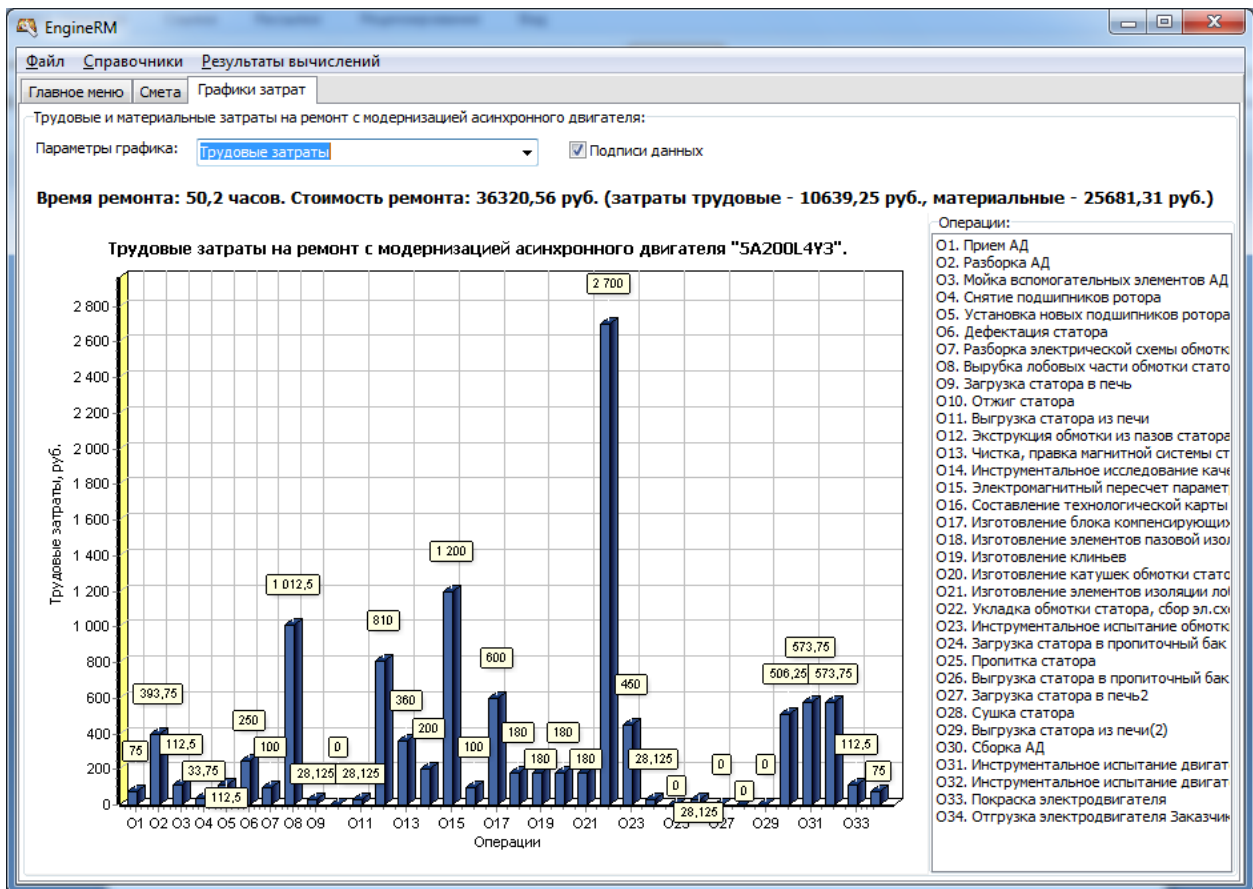 EngineRM
Файл Справочники Результаты вычислений
Главное меню Смета Графики затрат
Трудовые и материальные затраты на ремонт с модернизацией асинхронного двигателя:
Параметры графика: Трудовые затраты Подписи данных
Время ремонта: 50,2 часов. Стоимость ремонта: 36320,56 руб. (затраты трудовые - 10639,25 руб., материальные - 25681,31 руб.)
Трудовые затраты на ремонт с модернизацией асинхронного двигателя "5А200L4У3".
Трудовые затраты, руб.
2 800
2 600
2 400
2 200
2 000
1 800
1 600
1 400
1 200
1 000
800
600
400
200
0
75
393,75
112,5
33,75
112,5
250
100
1 012,5
28,125
0
28,125
810
360
200
1 200
100
600
180
180
180
180
2 700
450
28,125
0
28,125
0
0
0
506,25
573,75
573,75
112,5
75
О1 О2 О3 О4 О5 О6 О7 О8 О9 О11 О13 О15 О17 О19 О21 О23 О25 О27 О29 О31 О33
Операции
Операции:
О1. Прием АД
О2. Разборка АД
О3. Мойка вспомогательных элементов АД
О4. Снятие подшипников ротора
О5. Установка новых подшипников ротора
О6. Дефектация статора
О7. Разборка электрической схемы обмотк
О8. Вырубка лобовых части обмотки стато
О9. Загрузка статора в печь
О10. Отжиг статора
О11. Выгрузка статора из печи
О12. Экструкция обмотки из пазов статора
О13. Чистка, правка магнитной системы ст
О14. Инструментальное исследование каче
О15. Электромагнитный пересчет парамет
О16. Составление технологической карты
О17. Изготовление блока компенсирующих
О18. Изготовление элементов пазовой изол
О19. Изготовление клиньев
О20. Изготовление катушек обмотки стато
О21. Изготовление элементов изоляции лоб
О22. Укладка обмотки статора, сбор эл.схе
О23. Инструментальное испытание обмотк
О24. Загрузка статора в пропиточный бак
О25. Пропитка статора
О26. Выгрузка статора в пропиточный бак
О27. Загрузка статора в печь2
О28. Сушка статора
О29. Выгрузка статора из печи(2)
О30. Сборка АД
О31. Инструментальное испытание двигат
О32. Инструментальное испытание двигат
О33. Покраска электродвигателя
О34. Отгрузка электродвигателя Заказчик